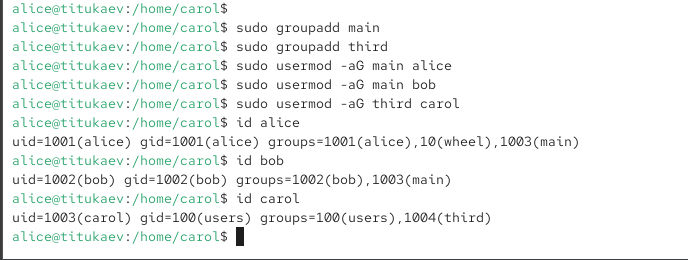 alice@titukaev:/home/carol$
alice@titukaev:/home/carol$ sudo groupadd main
alice@titukaev:/home/carol$ sudo groupadd third
alice@titukaev:/home/carol$ sudo usermod -aG main alice
alice@titukaev:/home/carol$ sudo usermod -aG main bob
alice@titukaev:/home/carol$ sudo usermod -aG third carol
alice@titukaev:/home/carol$ id alice
uid=1001(alice) gid=1001(alice) groups=1001(alice),10(wheel),1003(main)
alice@titukaev:/home/carol$ id bob
uid=1002(bob) gid=1002(bob) groups=1002(bob),1003(main)
alice@titukaev:/home/carol$ id carol
uid=1003(carol) gid=100(users) groups=100(users),1004(third)
alice@titukaev:/home/carol$